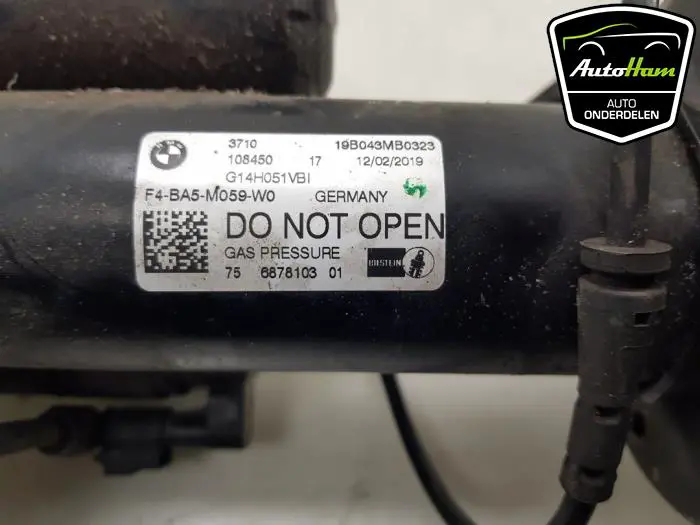 AutoHam
AUTO
ONDERDELEN
3710 19B043MB0323
108450 17 12/02/2019
G14H051VBI
F4-BA5-M059-W0 GERMANY
DO NOT OPEN
GAS PRESSURE
BILSTEIN
75 6878103 01